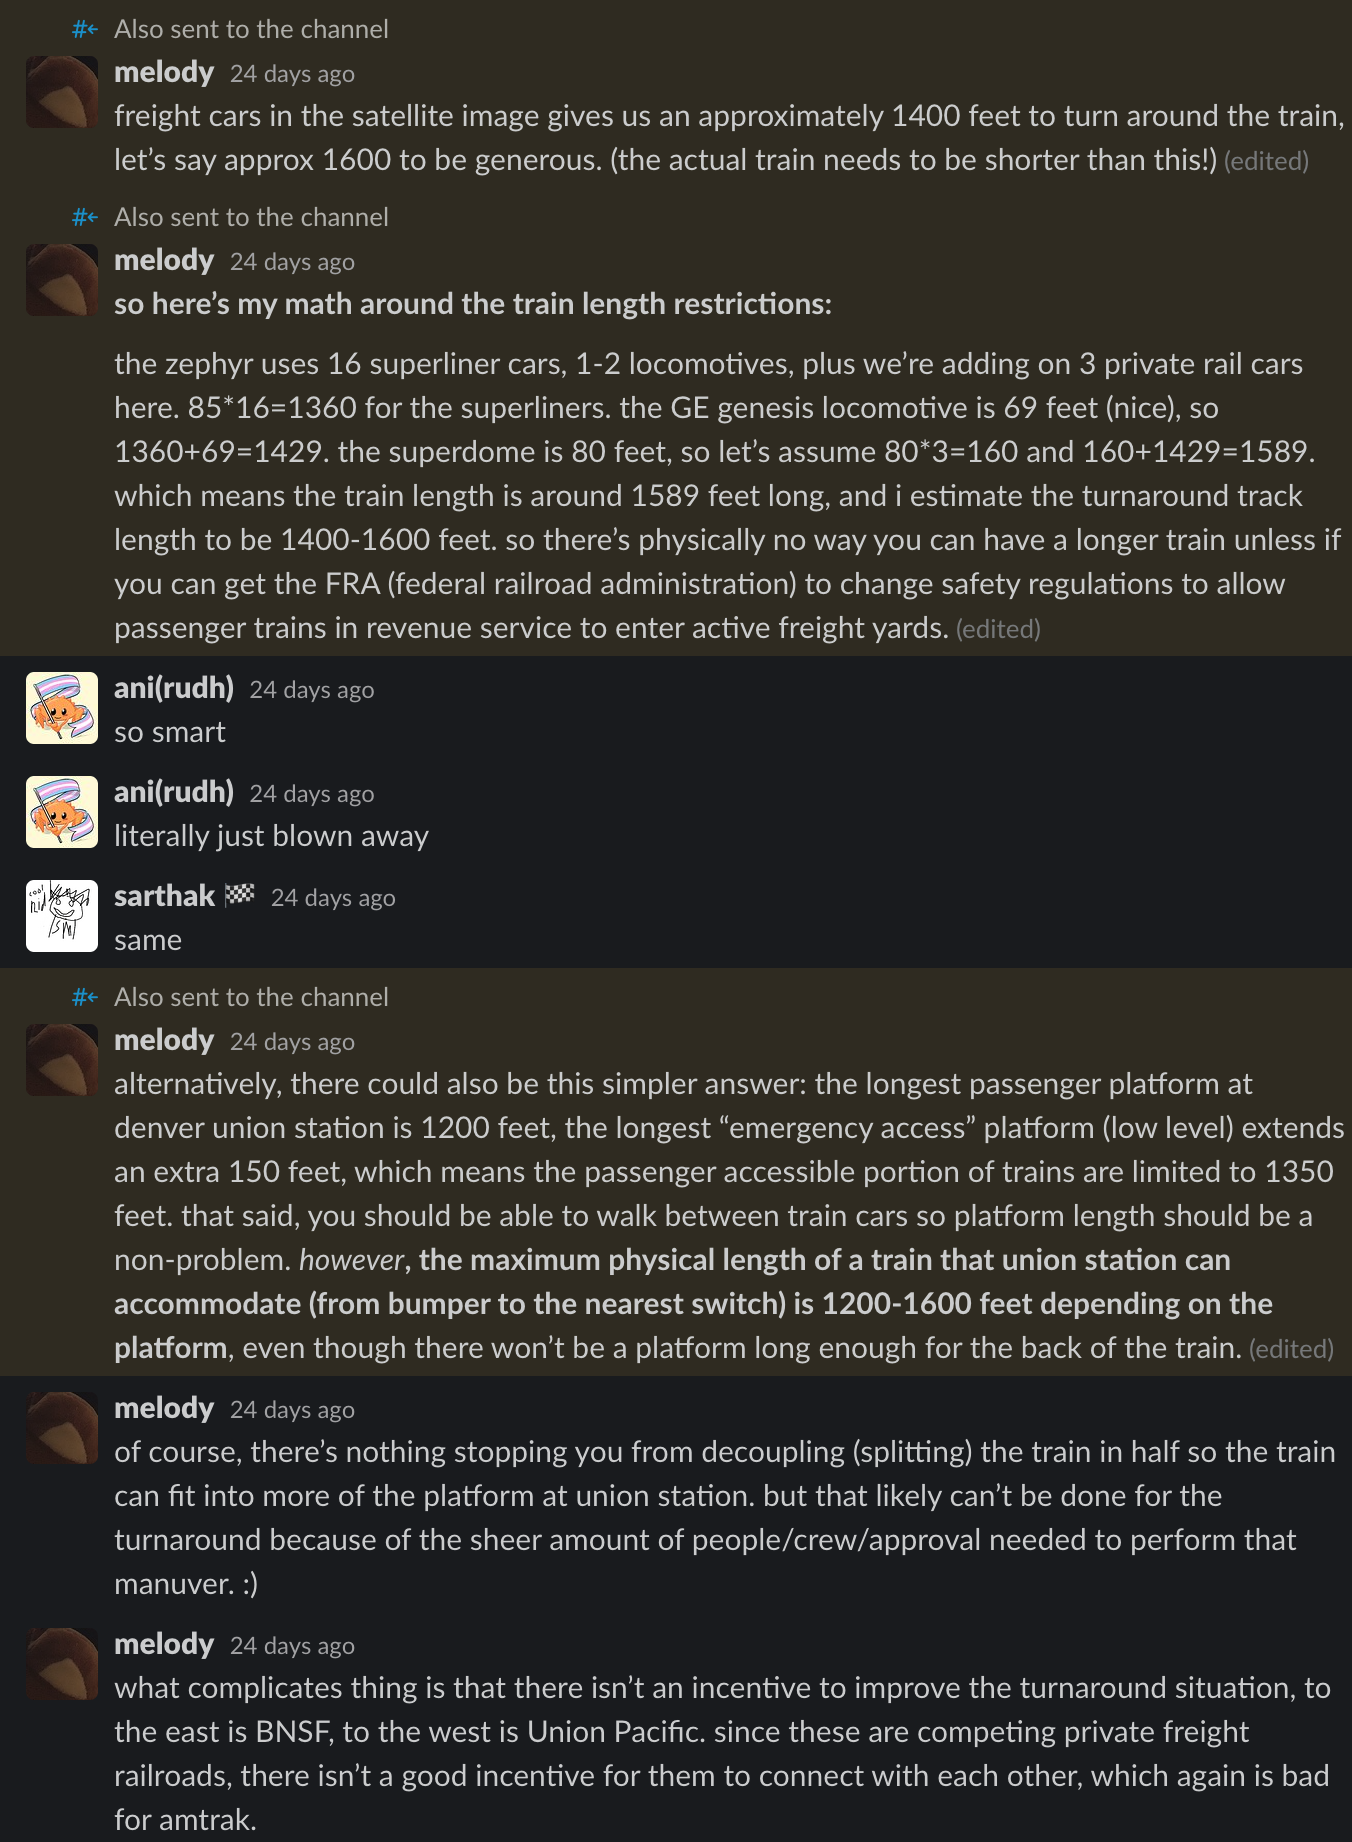 Also sent to the channel
melody 24 days ago
freight cars in the satellite image gives us an approximately 1400 feet to turn around the train,
let’s say approx 1600 to be generous. (the actual train needs to be shorter than this!) (edited)
Also sent to the channel
melody 24 days ago
so here’s my math around the train length restrictions:
the zephyr uses 16 superliner cars, 1-2 locomotives, plus we’re adding on 3 private rail cars
here. 85*16=1360 for the superliners. the GE genesis locomotive is 69 feet (nice), so
1360+69=1429. the superdome is 80 feet, so let’s assume 80*3=160 and 160+1429=1589.
which means the train length is around 1589 feet long, and i estimate the turnaround track
length to be 1400-1600 feet. so there’s physically no way you can have a longer train unless if
you can get the FRA (federal railroad administration) to change safety regulations to allow
passenger trains in revenue service to enter active freight yards. (edited)
ani(rudh) 24 days ago
so smart
ani(rudh) 24 days ago
literally just blown away
cool
sarthak 24 days ago
same
Also sent to the channel
melody 24 days ago
alternatively, there could also be this simpler answer: the longest passenger platform at
denver union station is 1200 feet, the longest “emergency access” platform (low level) extends
an extra 150 feet, which means the passenger accessible portion of trains are limited to 1350
feet. that said, you should be able to walk between train cars so platform length should be a
non-problem. however, the maximum physical length of a train that union station can
accommodate (from bumper to the nearest switch) is 1200-1600 feet depending on the
platform, even though there won’t be a platform long enough for the back of the train. (edited)
melody 24 days ago
of course, there’s nothing stopping you from decoupling (splitting) the train in half so the train
can fit into more of the platform at union station. but that likely can’t be done for the
turnaround because of the sheer amount of people/crew/approval needed to perform that
manuver. :)
melody 24 days ago
what complicates thing is that there isn’t an incentive to improve the turnaround situation, to
the east is BNSF, to the west is Union Pacific. since these are competing private freight
railroads, there isn’t a good incentive for them to connect with each other, which again is bad
for amtrak.